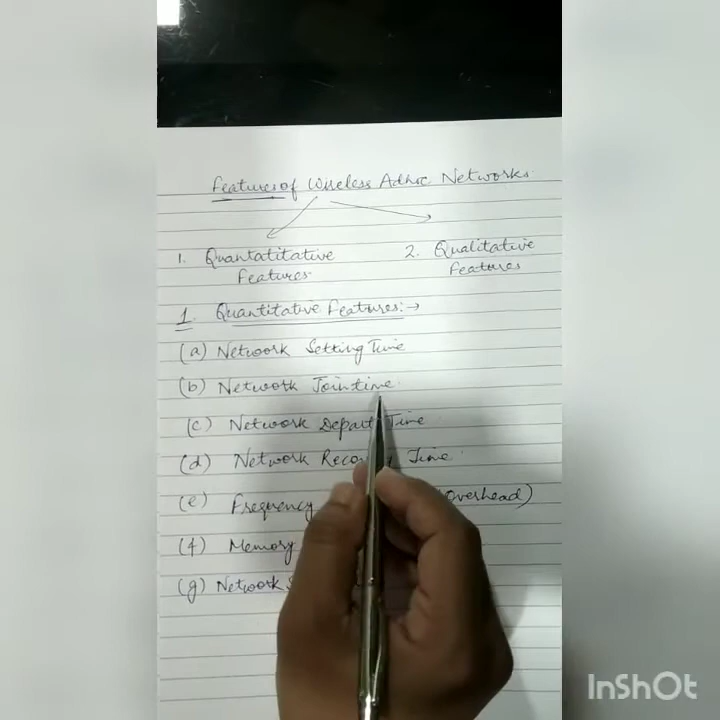 Features of Wireless Adhoc Networks
1. Quantatitative Features
2. Qualitative Features
1. Quantitative Features:→
(a) Network Setting Time
(b) Network Jointime
(c) Network Depart Time
(d) Network Recovery Time
(e) Frequency Overhead)
(f) Memory
(g) Network
InShOt